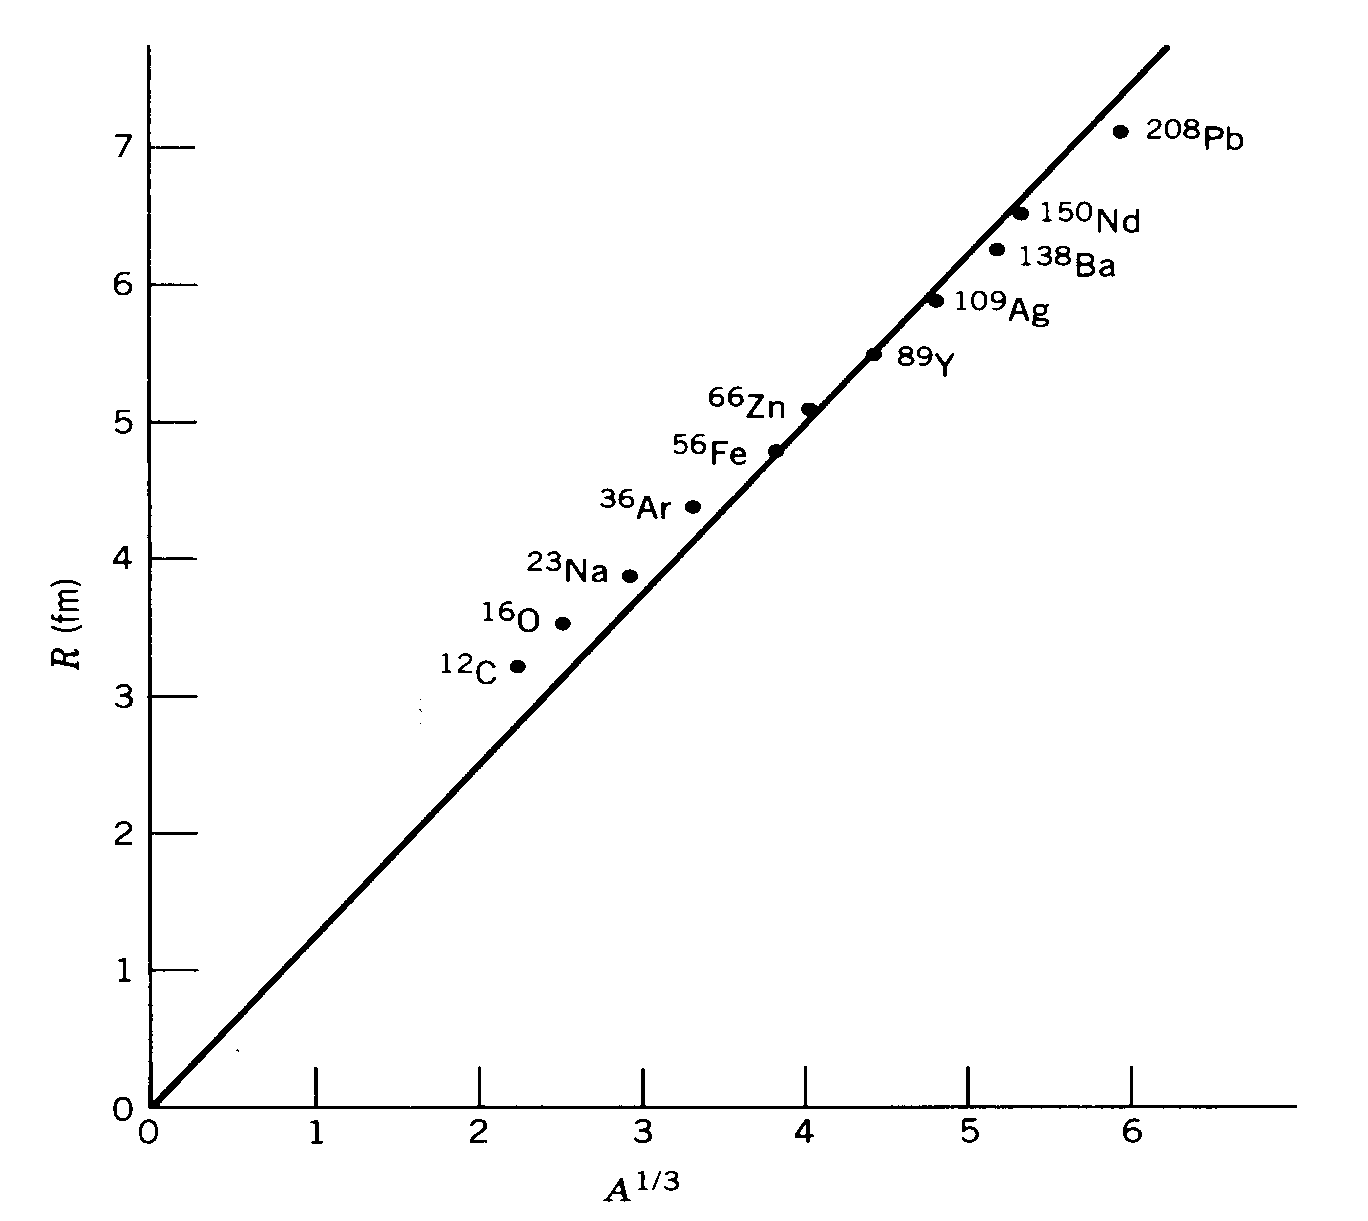 7
²⁰⁸Pb
¹⁵⁰Nd
¹³⁸Ba
6
¹⁰⁹Ag
⁸⁹Y
⁶⁶Zn
5
⁵⁶Fe
³⁶Ar
4
²³Na
¹⁶O
R (fm)
¹²C
3
2
1
0
0 1 2 3 4 5 6
A¹/³